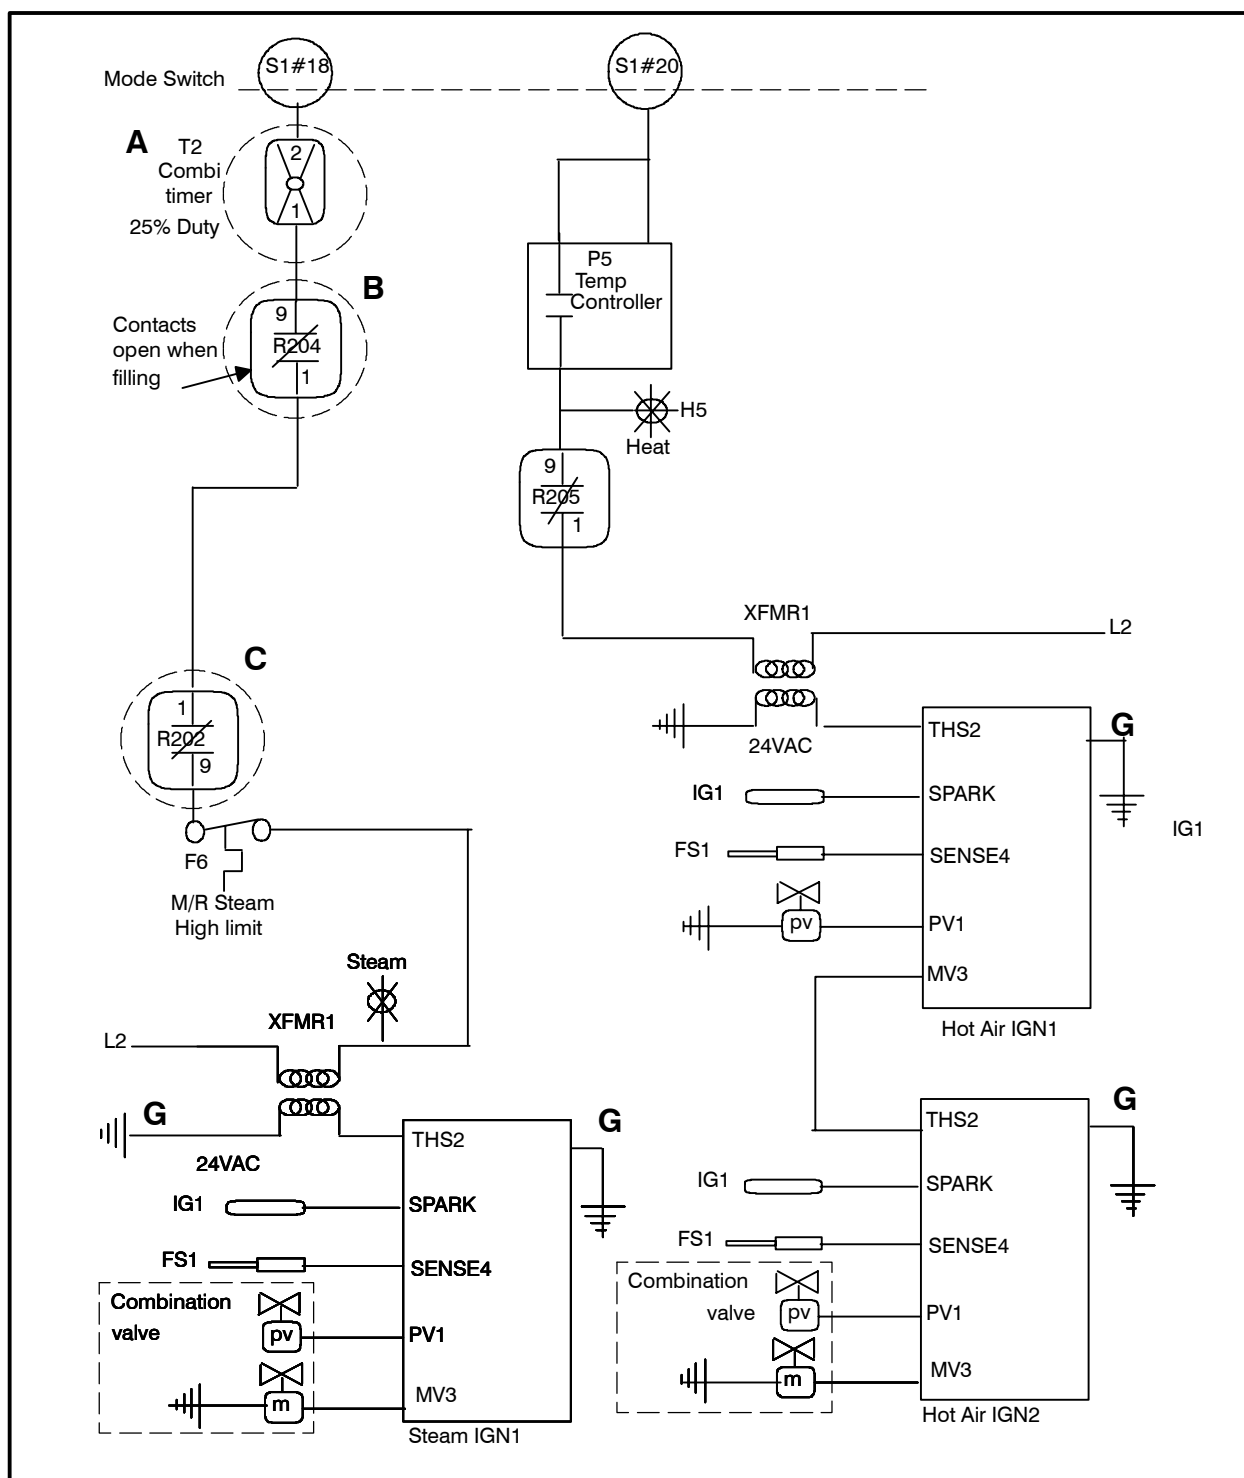 S1#18
S1#20
Mode Switch
A
T2
Combi
timer
25% Duty
2
1
B
Contacts
open when
filling
9
R204
1
P5
Temp
Controller
H5
Heat
9
R205
1
C
1
R202
9
F6
M/R Steam
High limit
XFMR1
L2
24VAC
THS2
G
IG1
SPARK
IG1
FS1
SENSE4
pv
PV1
MV3
Hot Air IGN1
Steam
XFMR1
L2
G
24VAC
THS2
G
IG1
SPARK
FS1
SENSE4
Combination
valve
pv
PV1
m
MV3
Steam IGN1
THS2
G
IG1
SPARK
FS1
SENSE4
Combination
valve
pv
PV1
m
MV3
Hot Air IGN2